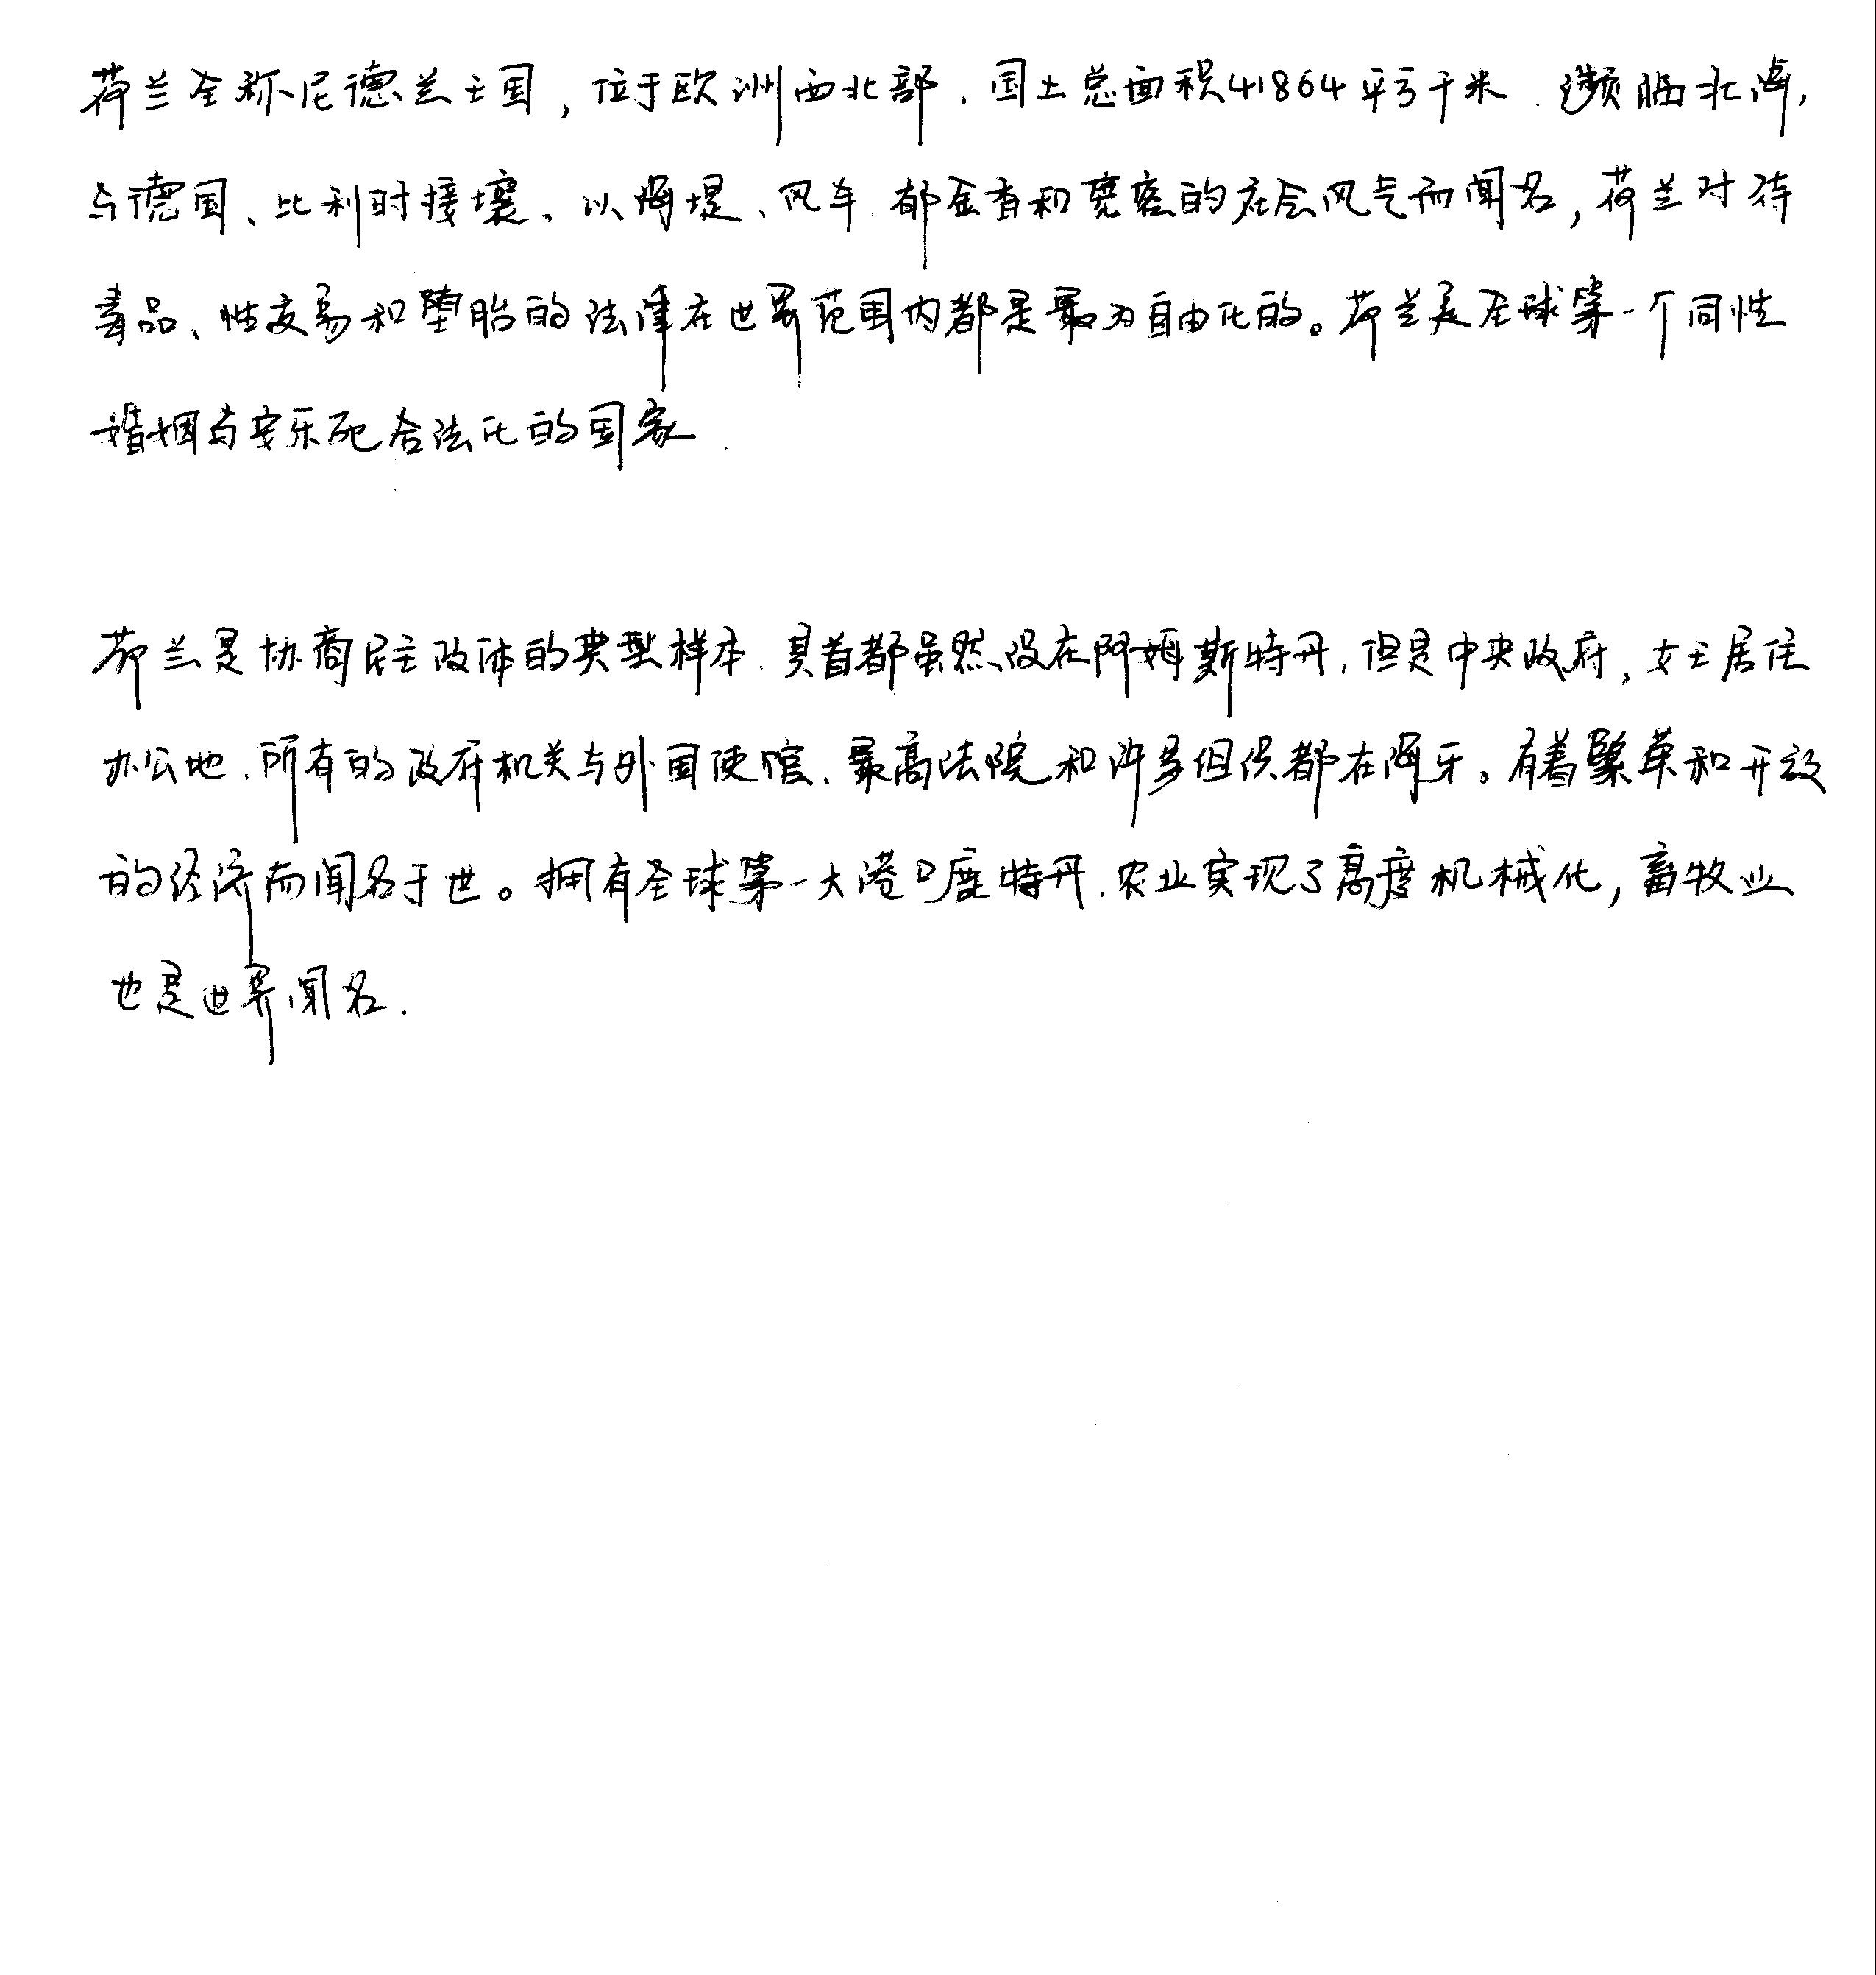 荷兰全称尼德兰王国，位于欧洲西北部、国土总面积41864平方千米．濒临北海，
与德国、比利时接壤、以海堤、风车．郁金香和宽容的社会风气而闻名，荷兰对待
毒品、性交易和堕胎的法律在世界范围内都是最为自由化的。荷兰是全球第一个同性
婚姻与安乐死合法化的国家．
荷兰是协商民主政体的典型样本．其首都虽然设在阿姆斯特丹，但是中央政府，女王居住
办公地．所有的政府机关与外国使馆、最高法院和许多组织都在海牙。有着繁荣和开放
的经济而闻名于世。拥有全球第一大港口鹿特丹．农业实现了高度机械化，畜牧业
也是世界闻名．